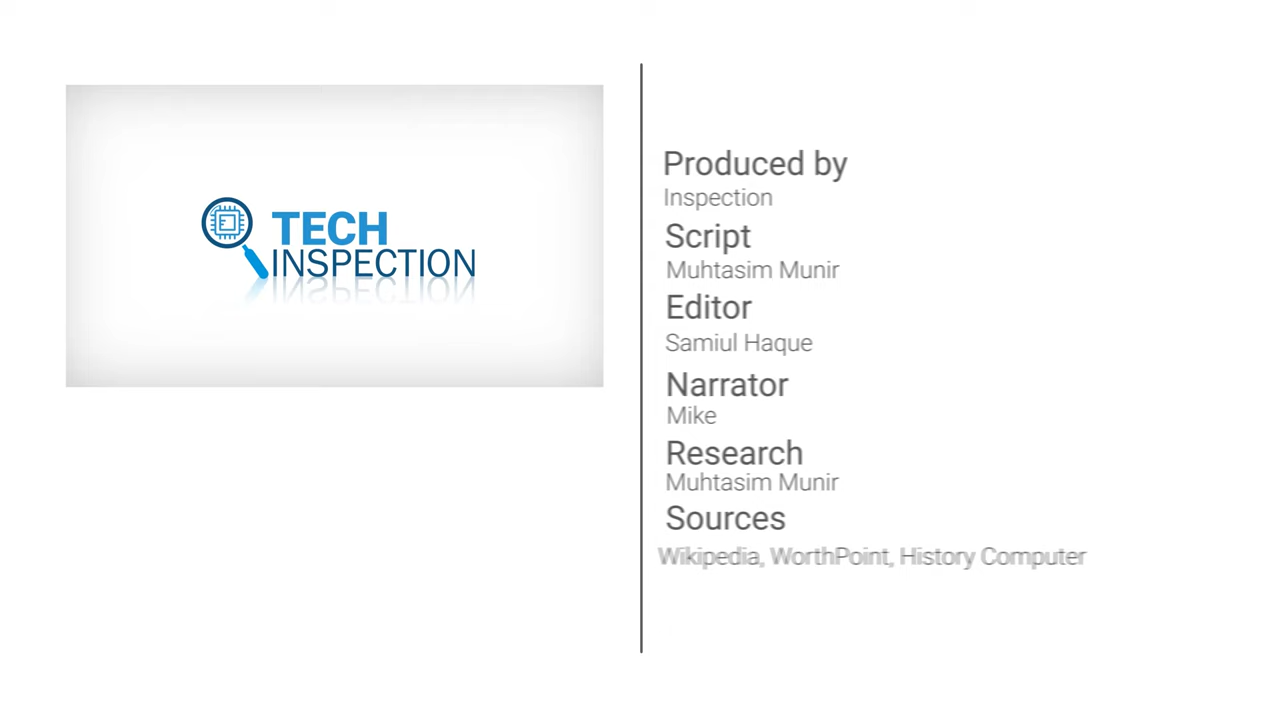 TECH
INSPECTION
Produced by
Inspection
Script
Muhtasim Munir
Editor
Samiul Haque
Narrator
Mike
Research
Muhtasim Munir
Sources
Wikipedia, WorthPoint, History Computer